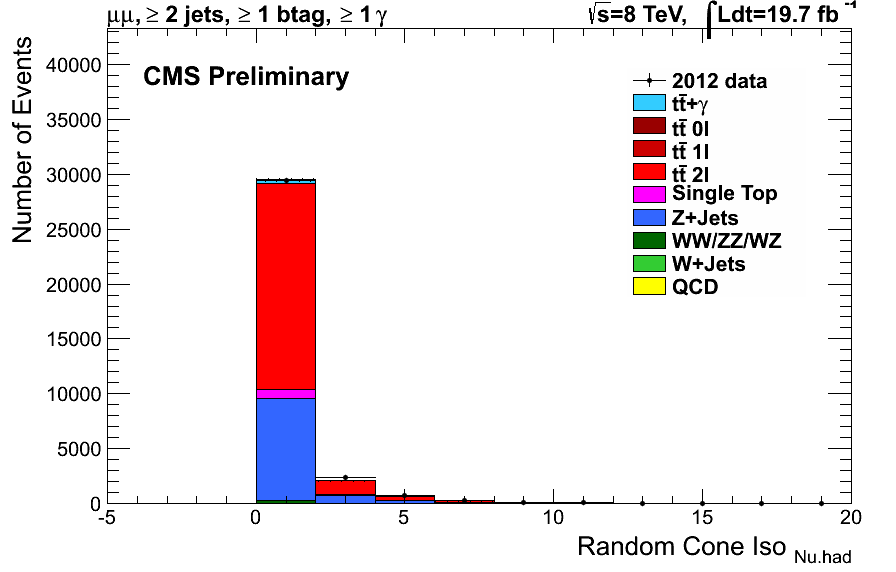 μμ, ≥ 2 jets, ≥ 1 btag, ≥ 1 γ
√s=8 TeV, ∫Ldt=19.7 fb⁻¹
CMS Preliminary
Number of Events
40000
35000
30000
25000
20000
15000
10000
5000
0
2012 data
tt̄+γ
tt̄ 0l
tt̄ 1l
tt̄ 2l
Single Top
Z+Jets
WW/ZZ/WZ
W+Jets
QCD
-5 0 5 10 15 20
Random Cone Iso Nu.had